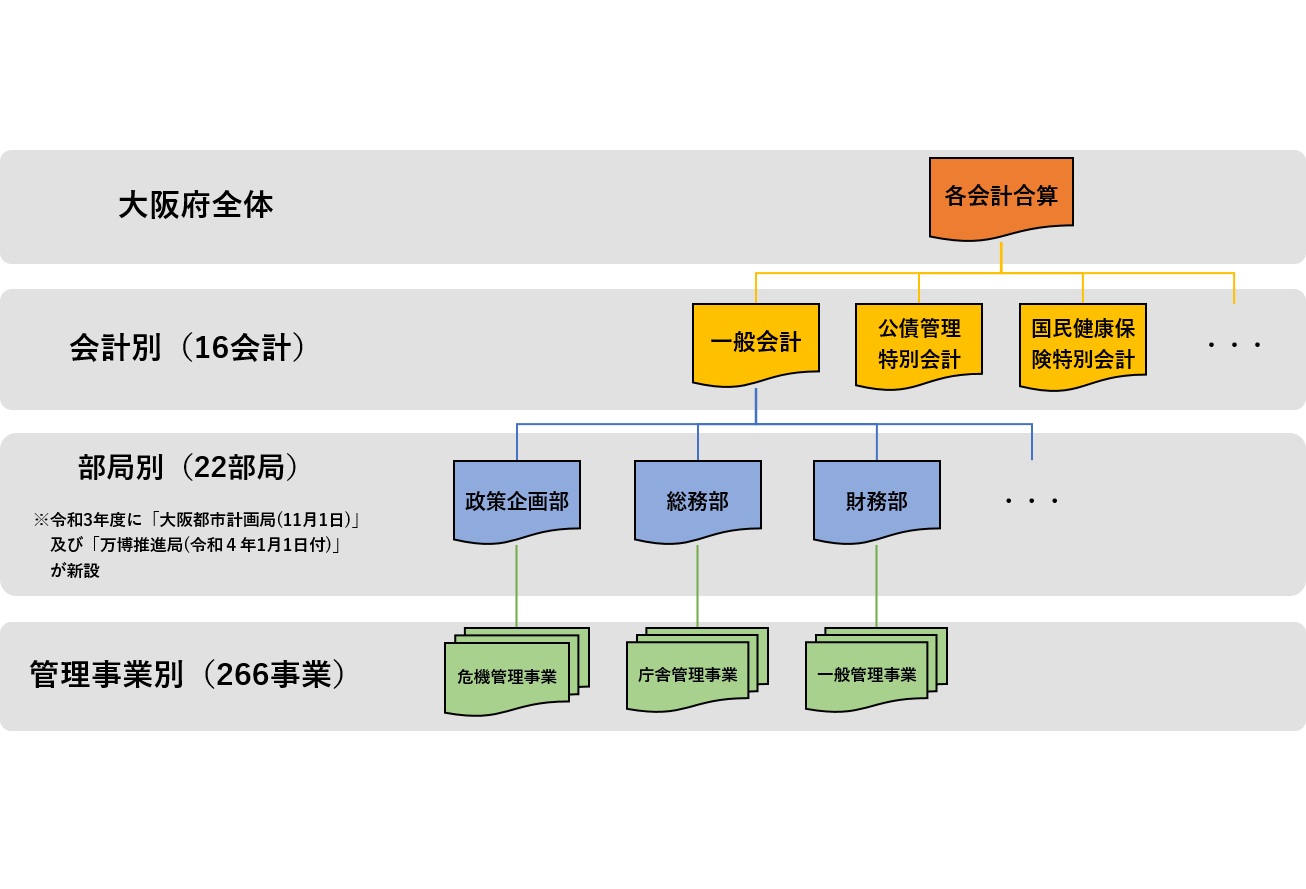 大阪府全体
各会計合算
会計別（16会計）
一般会計
公債管理
特別会計
国民健康保
険特別会計
・・・
部局別（22部局）
※令和3年度に「大阪都市計画局(11月1日)」
及び「万博推進局(令和４年1月1日付)」
が新設
政策企画部
総務部
財務部
・・・
管理事業別（266事業）
危機管理事業
庁舎管理事業
一般管理事業